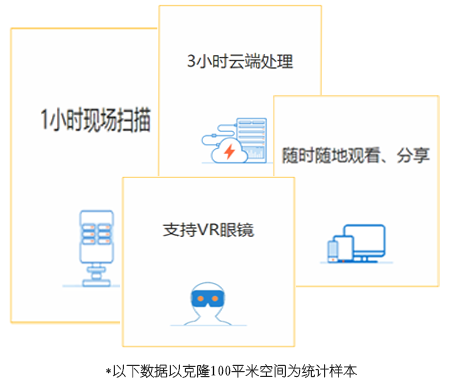 3小时云端处理
1小时现场扫描
随时随地观看、分享
支持VR眼镜
*以下数据以克隆100平米空间为统计样本